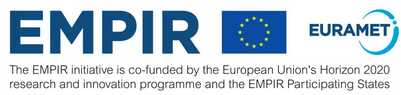 EMPIR EURAMET
The EMPIR initiative is co-funded by the European Union's Horizon 2020
research and innovation programme and the EMPIR Participating States